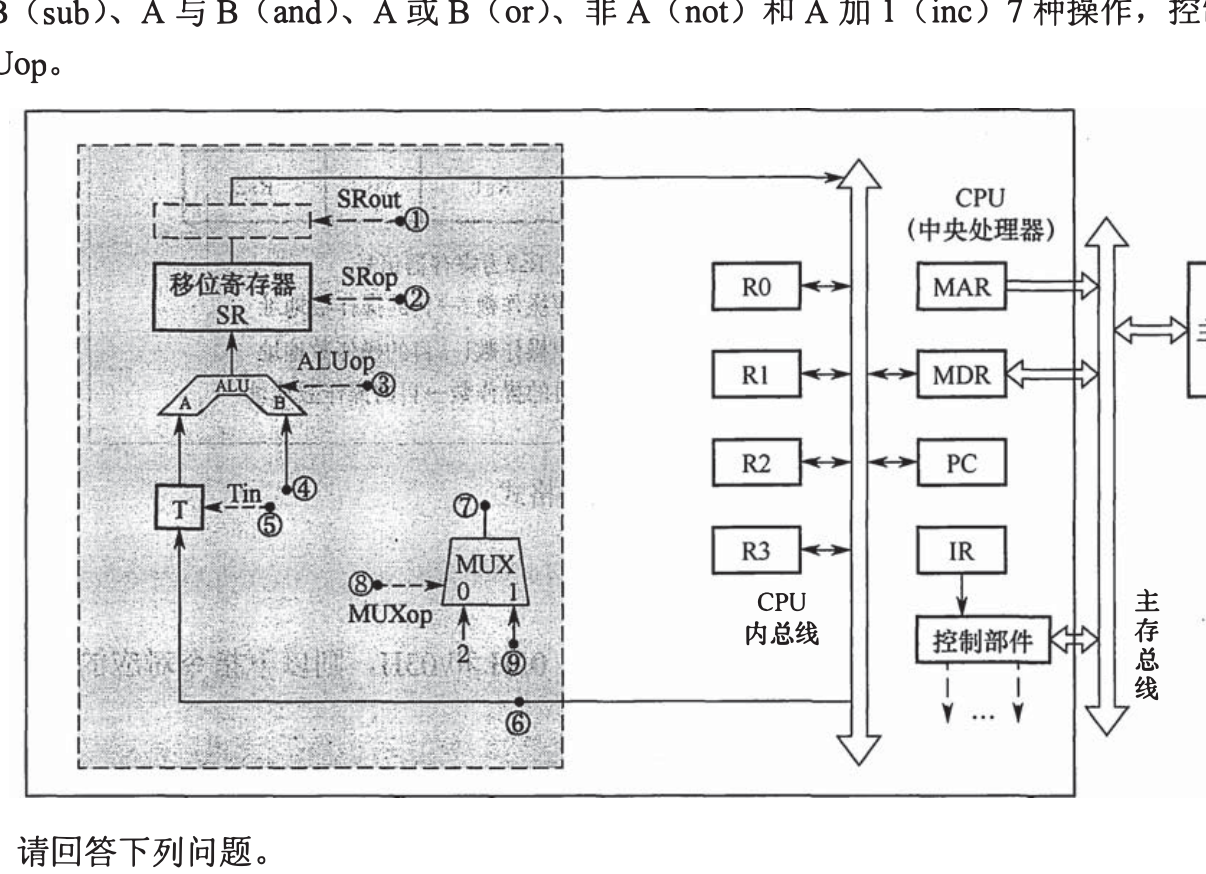 B（sub）、A 与 B（and）、A 或 B（or）、非 A（not）和 A 加 1（inc）7 种操作，控制
Uop。
SRout
①
移位寄存器
SR
SRop
②
ALUop
③
ALU
A
B
④
T
Tin
⑤
⑦
MUX
0
1
⑧
MUXop
2
⑨
⑥
R0
R1
R2
R3
CPU
内总线
CPU
(中央处理器)
MAR
MDR
PC
IR
控制部件
…
主存总线
请回答下列问题。